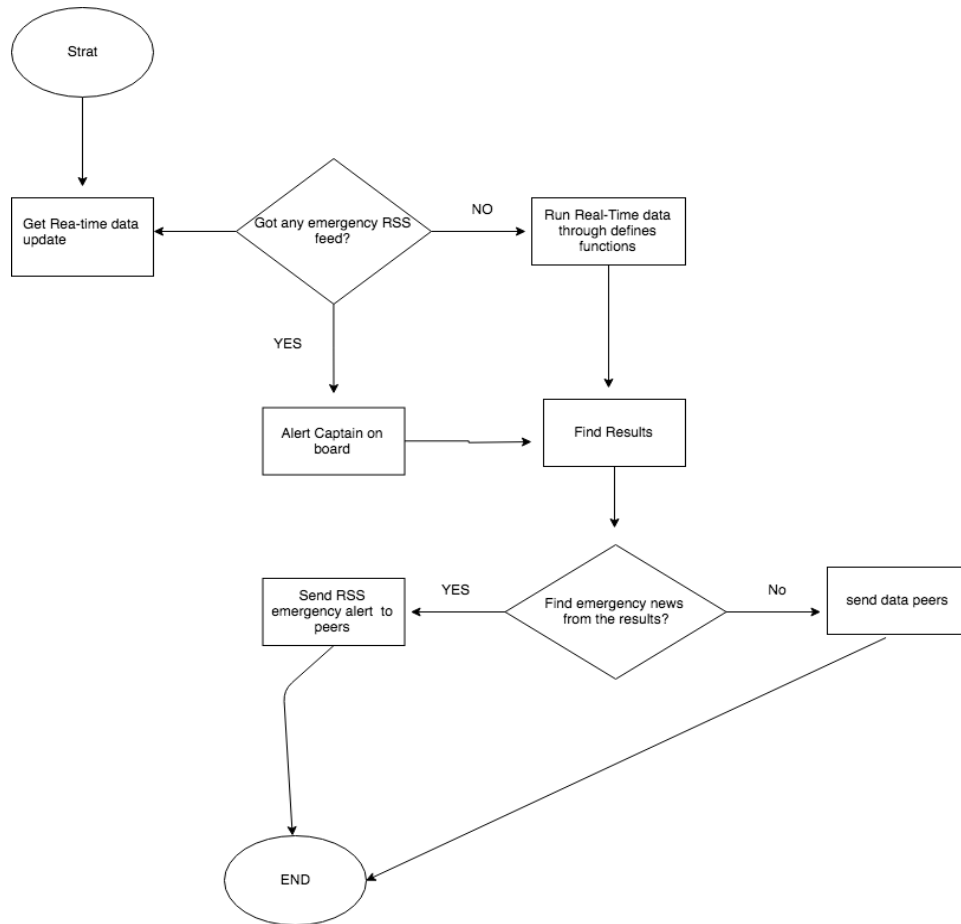 Strat
Get Rea-time data
update
Got any emergency RSS
feed?
NO
Run Real-Time data
through defines
functions
YES
Alert Captain on
board
Find Results
Send RSS
emergency alert  to
peers
YES
Find emergency news
from the results?
No
send data peers
END